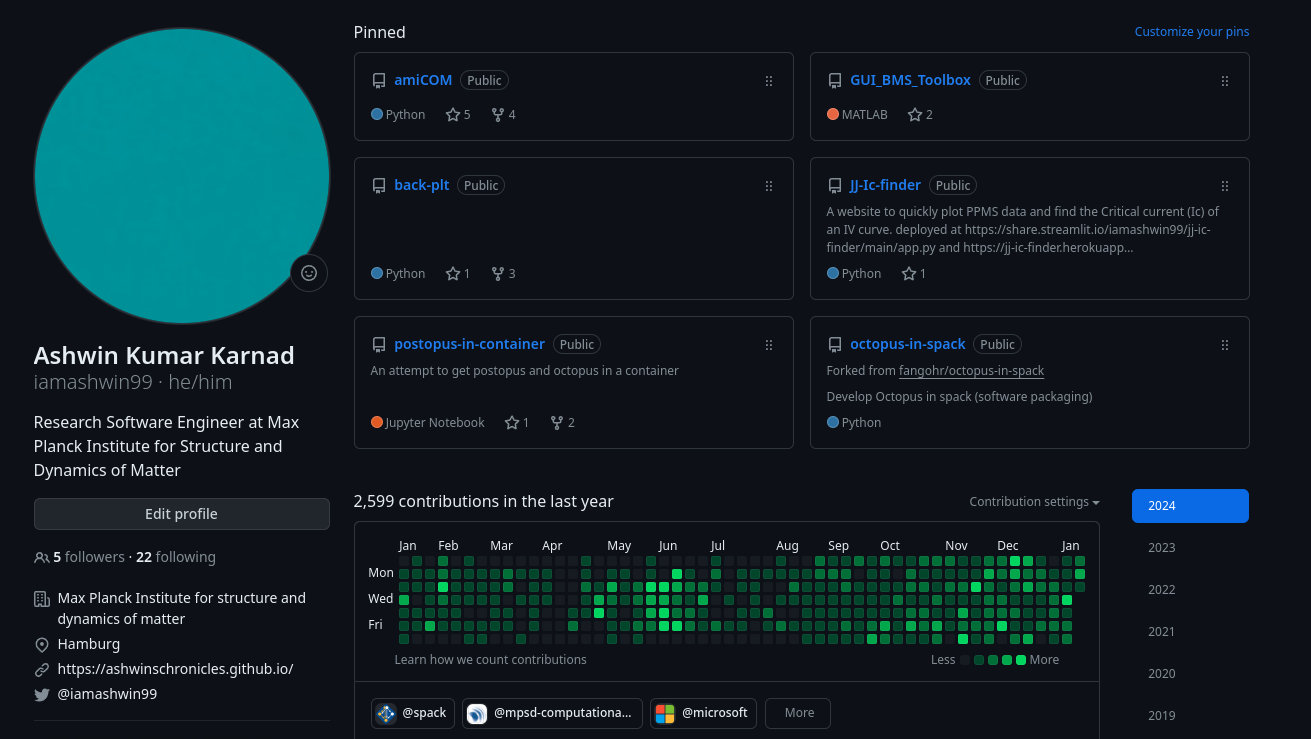 Pinned
Customize your pins
amiCOM Public
Python 5 4
GUI_BMS_Toolbox Public
MATLAB 2
back-plt Public
Python 1 3
JJ-Ic-finder Public
A website to quickly plot PPMS data and find the Critical current (Ic) of
an IV curve. deployed at https://share.streamlit.io/iamashwin99/jj-ic-
finder/main/app.py and https://jj-ic-finder.herokuapp...
Python 1
postopus-in-container Public
An attempt to get postopus and octopus in a container
Jupyter Notebook 1 2
octopus-in-spack Public
Forked from fangohr/octopus-in-spack
Develop Octopus in spack (software packaging)
Python
Ashwin Kumar Karnad
iamashwin99 · he/him
Research Software Engineer at Max
Planck Institute for Structure and
Dynamics of Matter
Edit profile
5 followers · 22 following
Max Planck Institute for structure and
dynamics of matter
Hamburg
https://ashwinschronicles.github.io/
@iamashwin99
2,599 contributions in the last year
Contribution settings
Jan Feb Mar Apr May Jun Jul Aug Sep Oct Nov Dec Jan
Mon
Wed
Fri
Learn how we count contributions
Less More
@spack @mpsd-computationa... @microsoft More
2024
2023
2022
2021
2020
2019